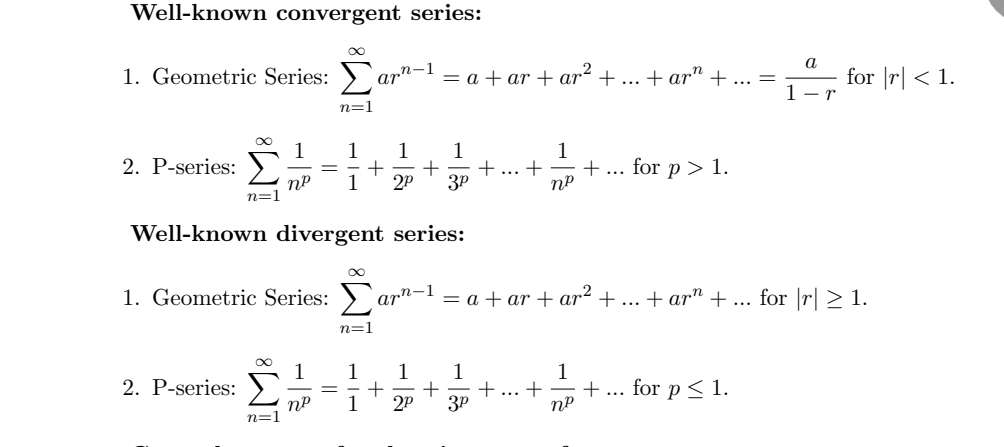 Well-known convergent series:
1. Geometric Series: $\sum_{n=1}^{\infty} ar^{n-1} = a + ar + ar^2 + ... + ar^n + ... = \frac{a}{1-r}$ for $|r| < 1$.
2. P-series: $\sum_{n=1}^{\infty} \frac{1}{n^p} = \frac{1}{1} + \frac{1}{2^p} + \frac{1}{3^p} + ... + \frac{1}{n^p} + ...$ for $p > 1$.
Well-known divergent series:
1. Geometric Series: $\sum_{n=1}^{\infty} ar^{n-1} = a + ar + ar^2 + ... + ar^n + ...$ for $|r| \geq 1$.
2. P-series: $\sum_{n=1}^{\infty} \frac{1}{n^p} = \frac{1}{1} + \frac{1}{2^p} + \frac{1}{3^p} + ... + \frac{1}{n^p} + ...$ for $p \leq 1$.